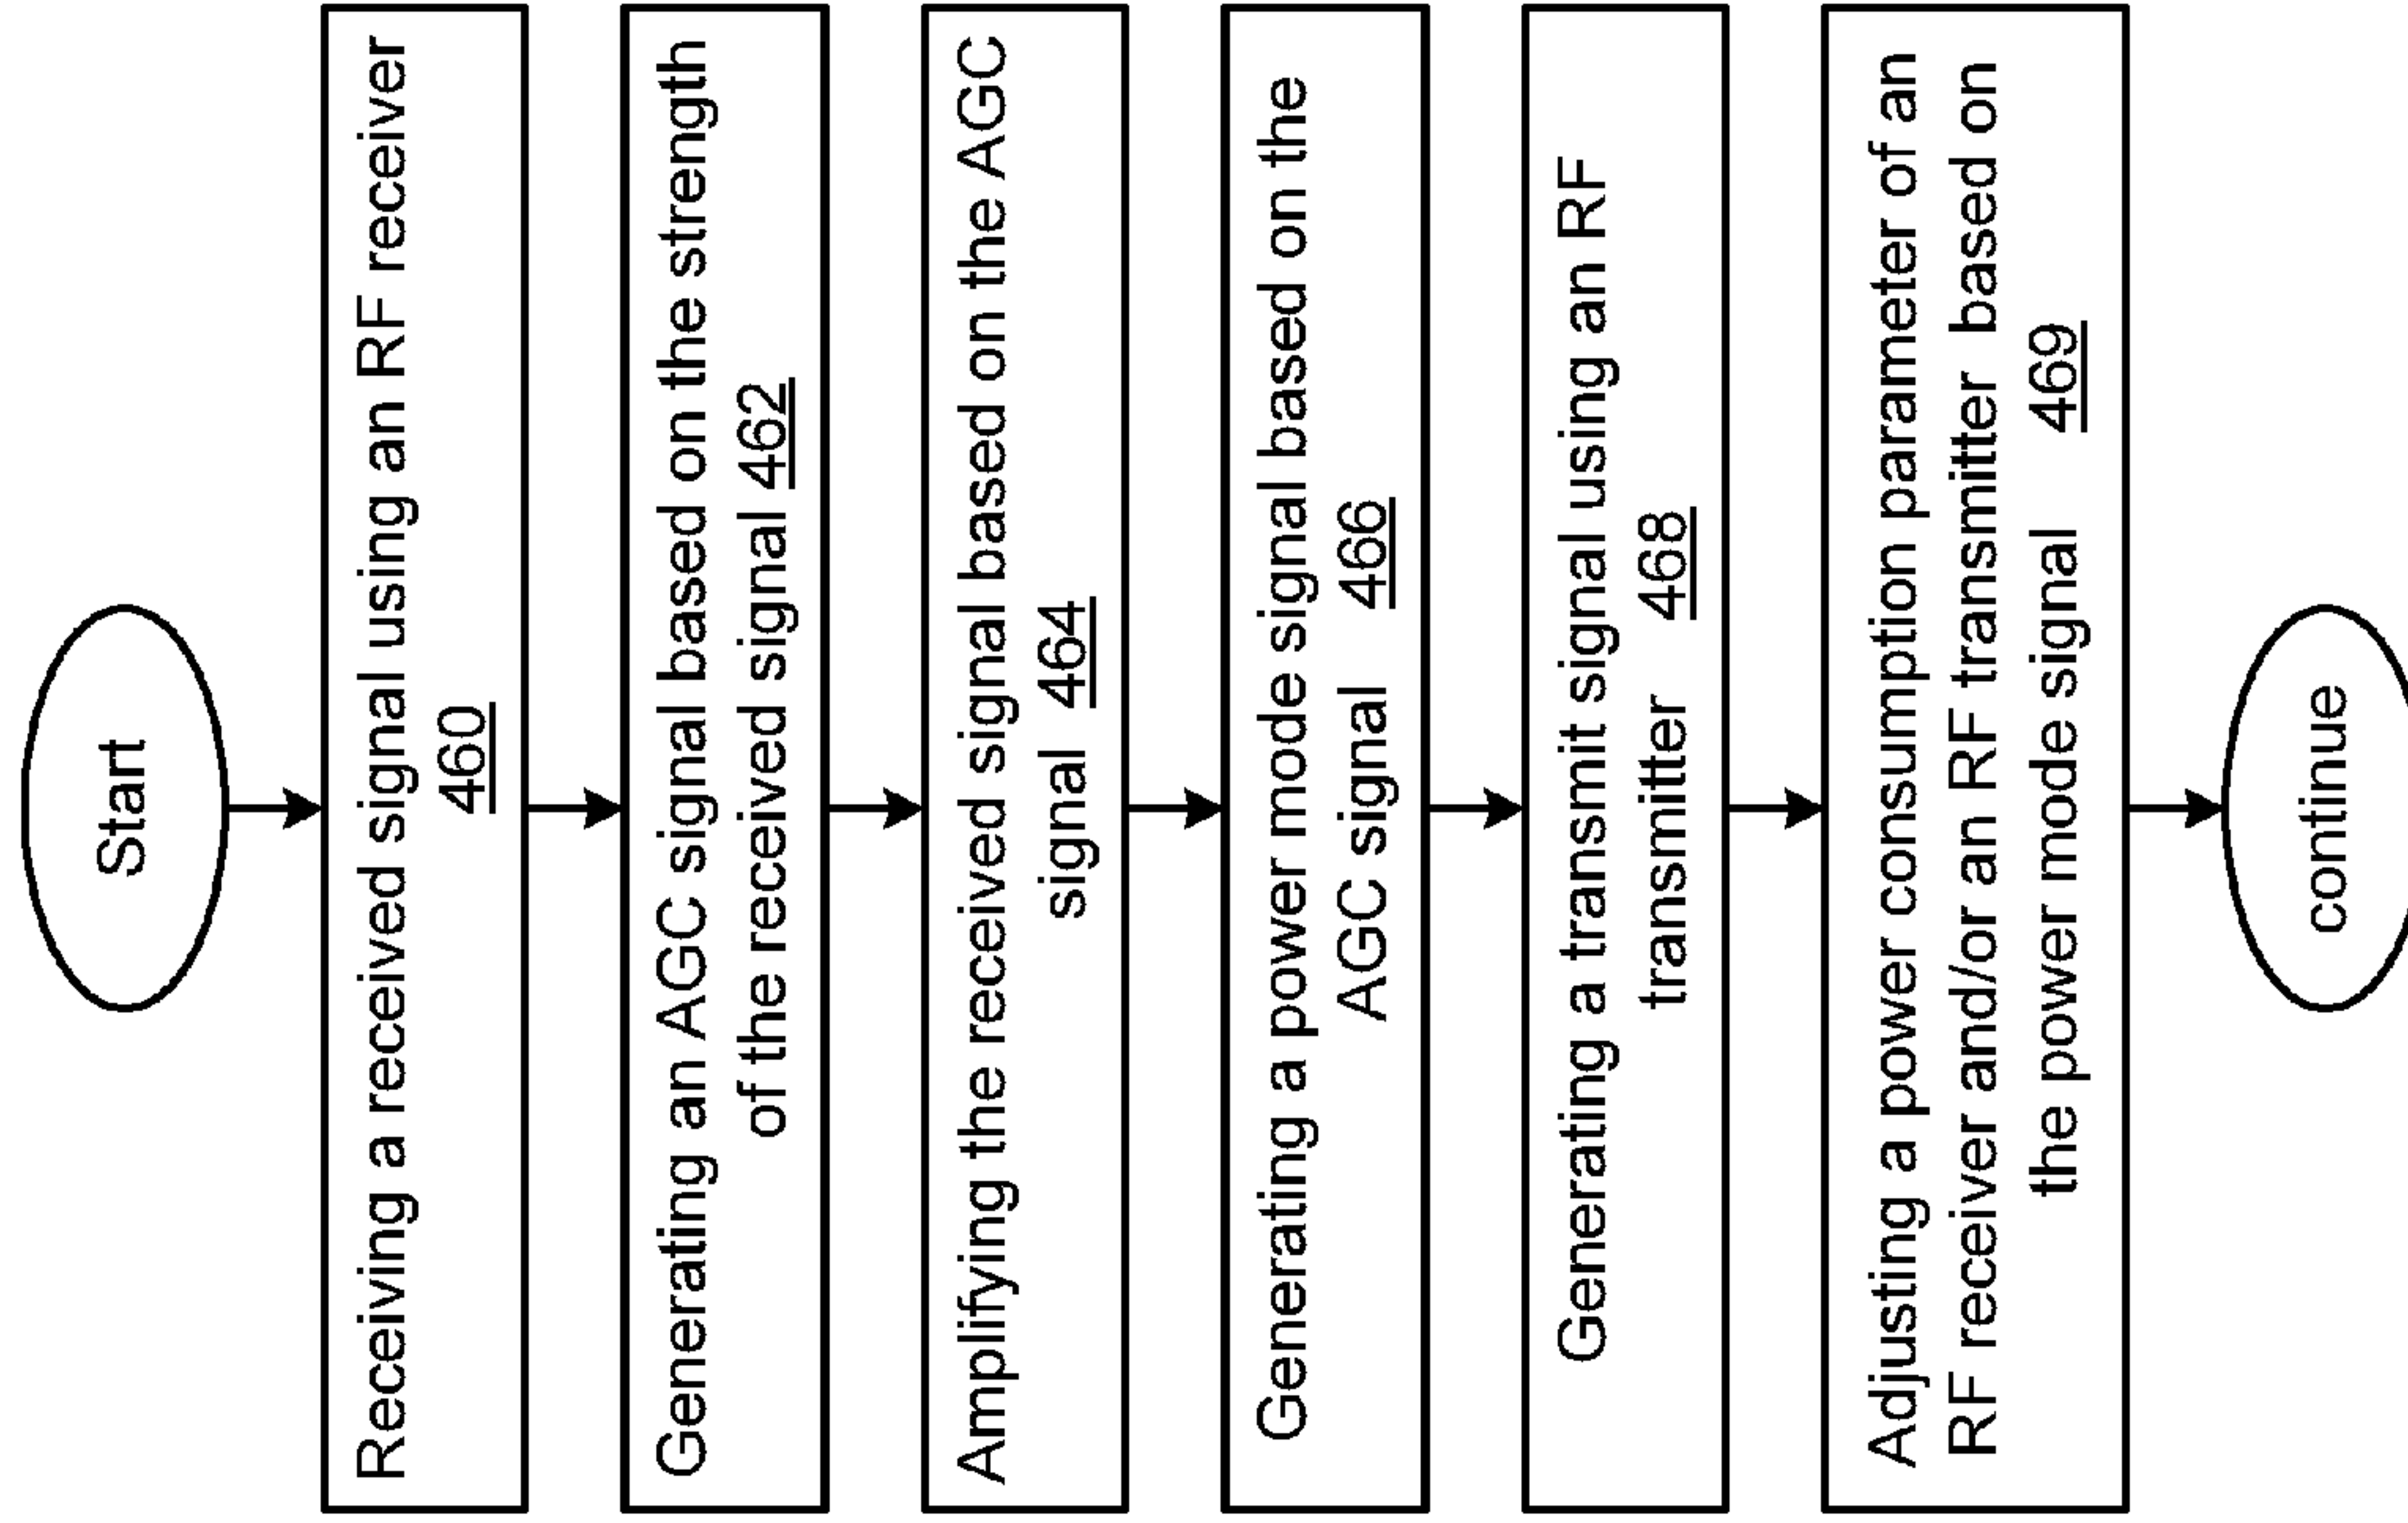 Start
Receiving a received signal using an RF receiver
460
Generating an AGC signal based on the strength
of the received signal 462
Amplifying the received signal based on the AGC
signal 464
Generating a power mode signal based on the
AGC signal 466
Generating a transmit signal using an RF
transmitter 468
Adjusting a power consumption parameter of an
RF receiver and/or an RF transmitter based on
the power mode signal 469
continue